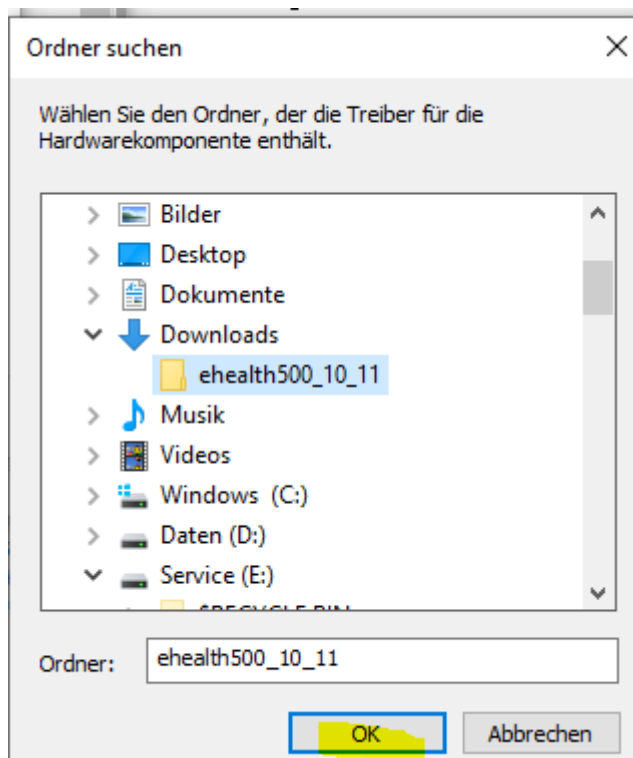 Ordner suchen
Wählen Sie den Ordner, der die Treiber für die
Hardwarekomponente enthält.
Bilder
Desktop
Dokumente
Downloads
ehealth500_10_11
Musik
Videos
Windows (C:)
Daten (D:)
Service (E:)
Ordner: ehealth500_10_11
OK Abbrechen